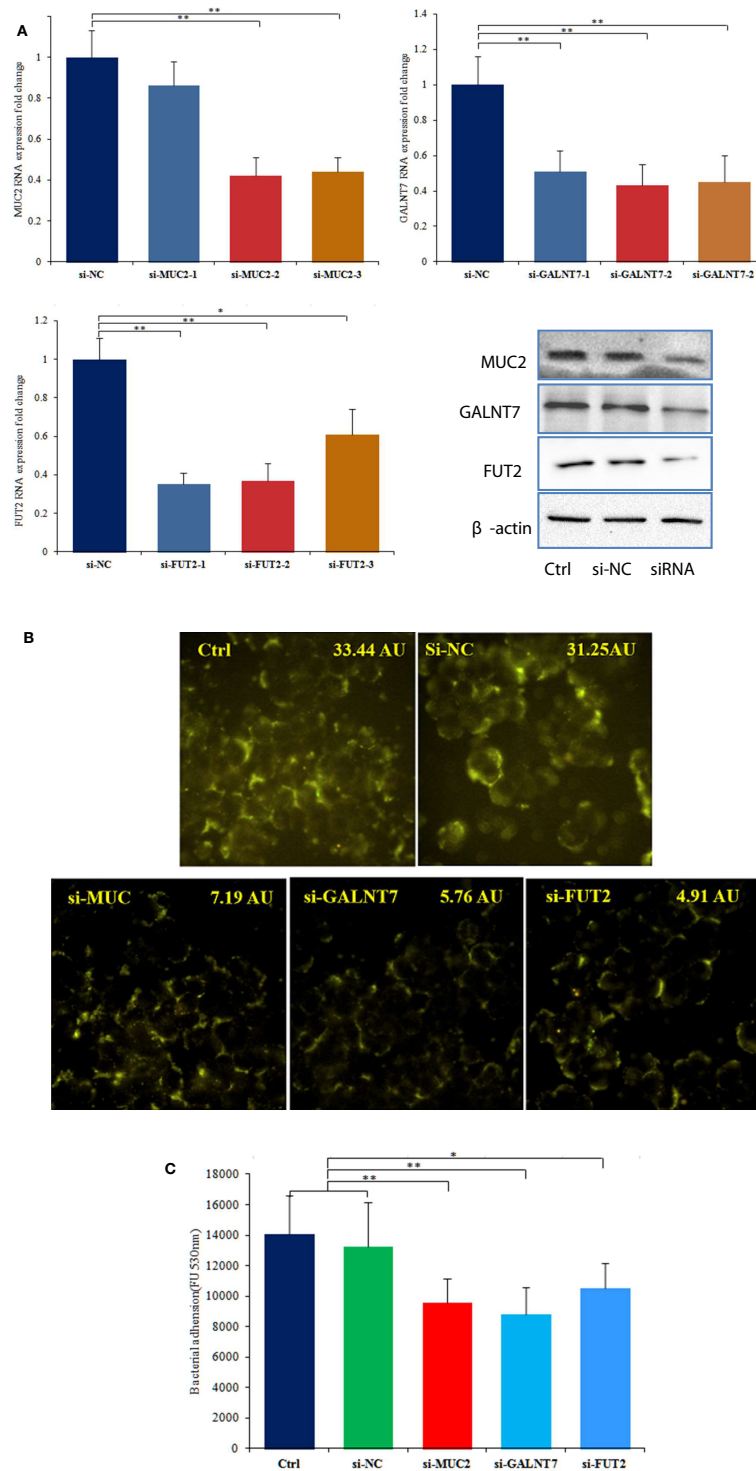 A
MUC2 RNA expression fold changes
1
0.8
0.6
0.4
0.2
0
**
**
si-NC si-MUC2-1 si-MUC2-2 si-MUC2-3
GALNT7 RNA expression fold changes
1.4
1.2
1
0.8
0.6
0.4
0.2
0
**
**
**
si-NC si-GALNT7-1 si-GALNT7-2 si-GALNT7-2
FUT2 RNA expression fold changes
1.2
1
0.8
0.6
0.4
0.2
0
*
**
**
si-NC si-FUT2-1 si-FUT2-2 si-FUT2-3
MUC2
GALNT7
FUT2
β -actin
Ctrl si-NC siRNA
B
Ctrl 33.44 AU
Si-NC 31.25AU
si-MUC 7.19 AU
si-GALNT7 5.76 AU
si-FUT2 4.91 AU
C
Bacterial adhension(FU 530nm)
18000
16000
14000
12000
10000
8000
6000
4000
2000
0
*
**
**
Ctrl si-NC si-MUC2 si-GALNT7 si-FUT2